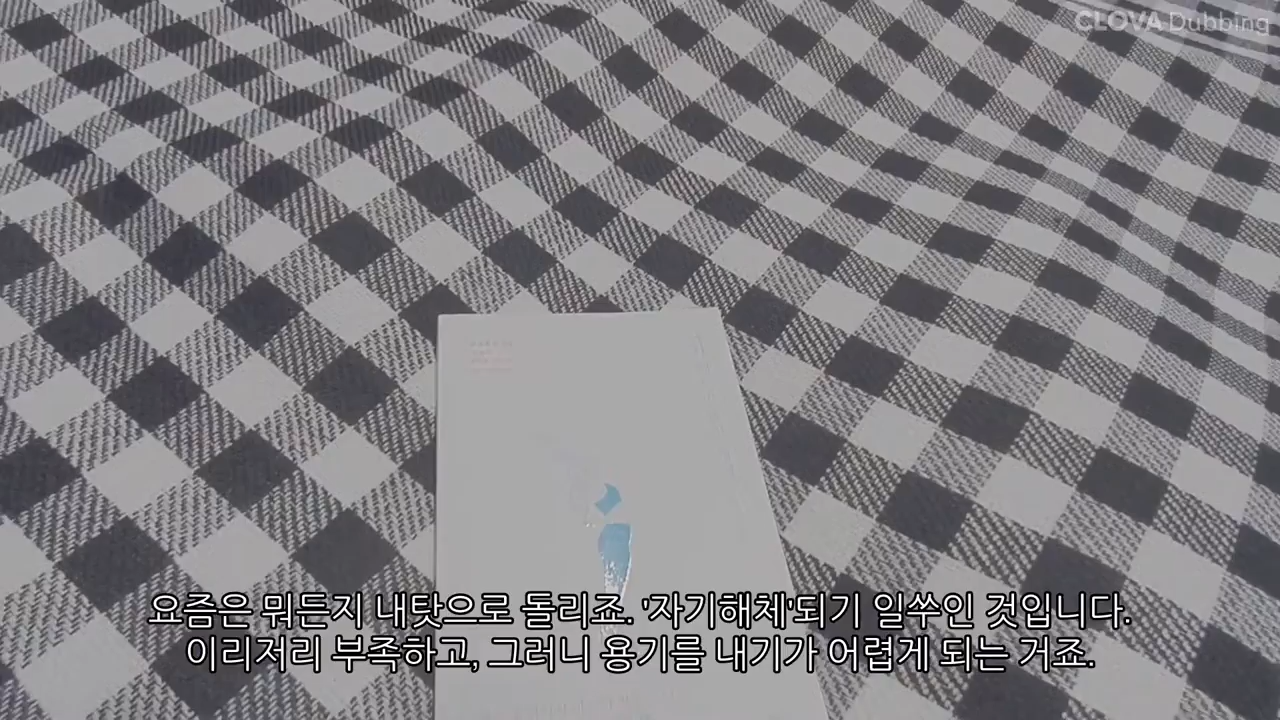 CLOVA Dubbing
요즘은 뭐든지 내탓으로 돌리죠. '자기해체'되기 일쑤인 것입니다.
이리저리 부족하고, 그러니 용기를 내기가 어렵게 되는 거죠.